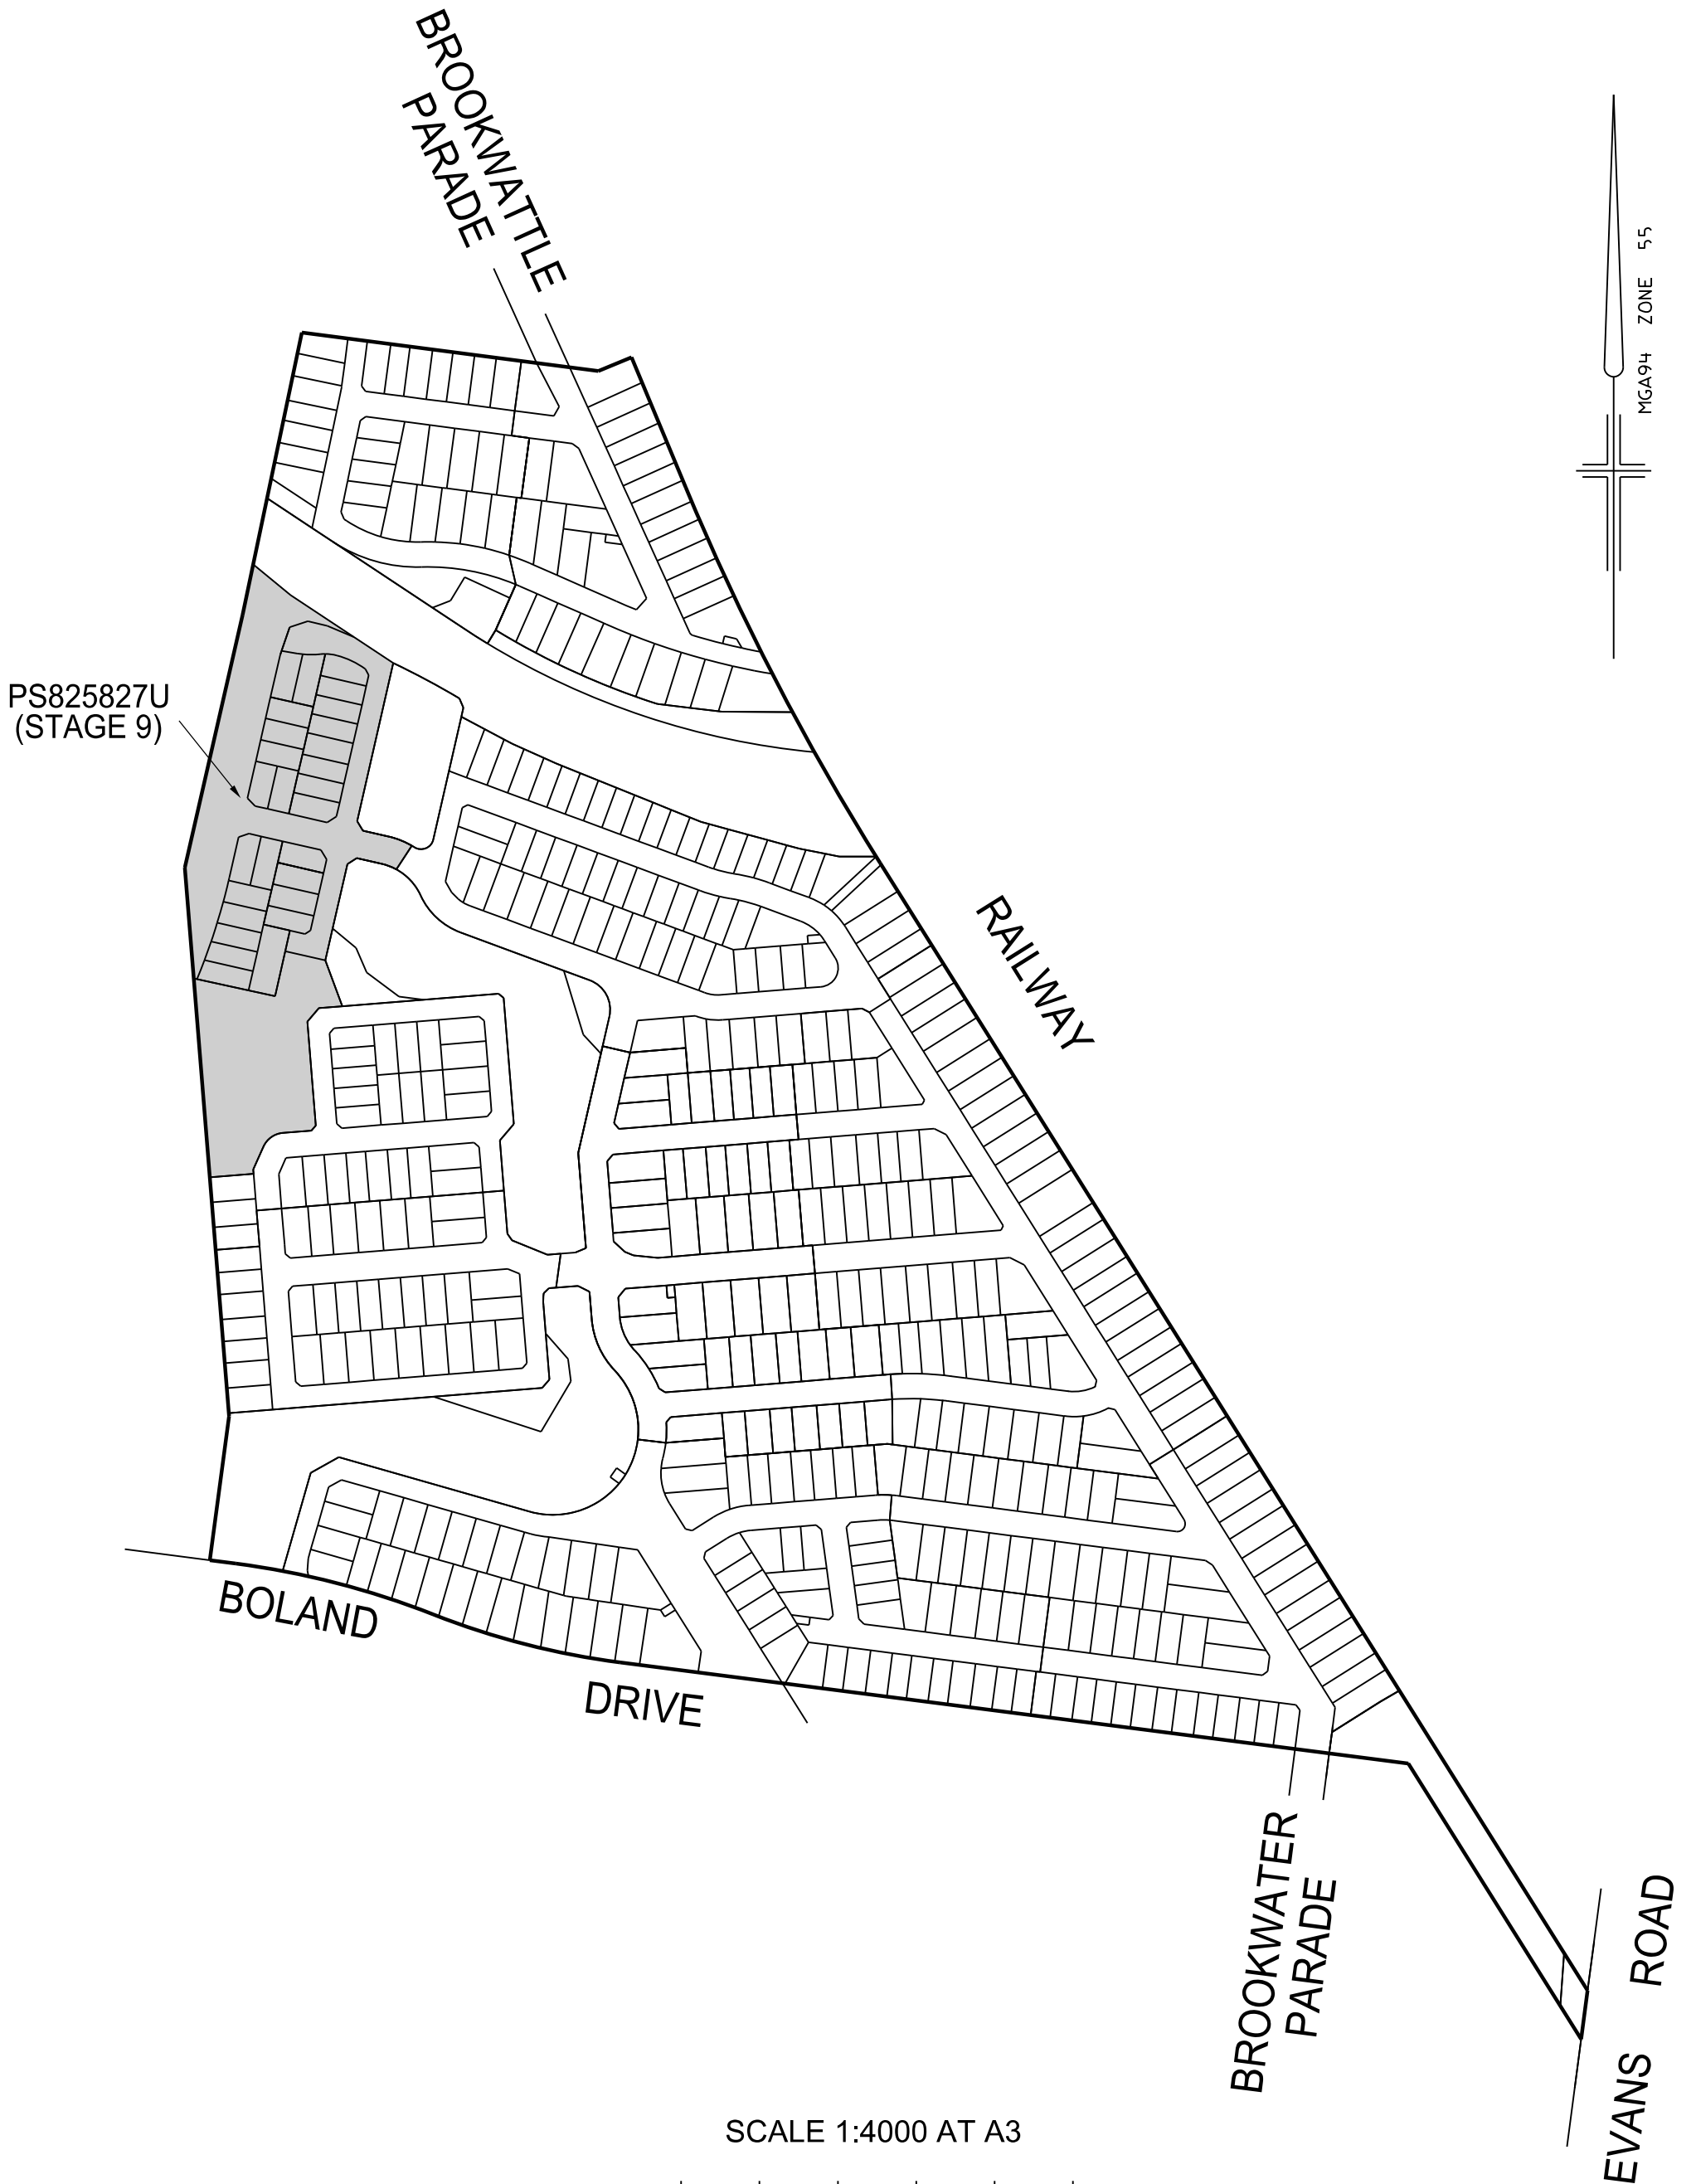 BROOKWATTLE
PARADE
MGA94 ZONE 55
PS825827U
(STAGE 9)
RAILWAY
BOLAND
DRIVE
BROOKWATER
PARADE
EVANS ROAD
SCALE 1:4000 AT A3